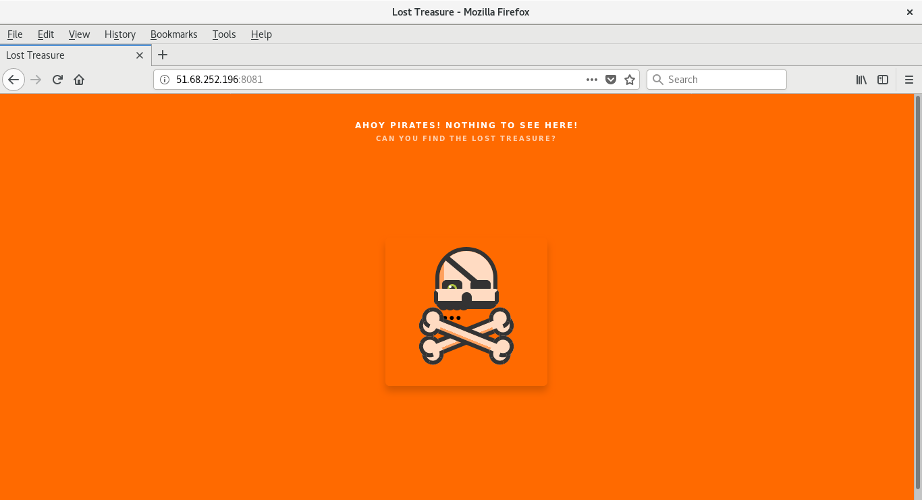 Lost Treasure - Mozilla Firefox
File Edit View History Bookmarks Tools Help
Lost Treasure
51.68.252.196:8081
Search
AHOY PIRATES! NOTHING TO SEE HERE!
CAN YOU FIND THE LOST TREASURE?